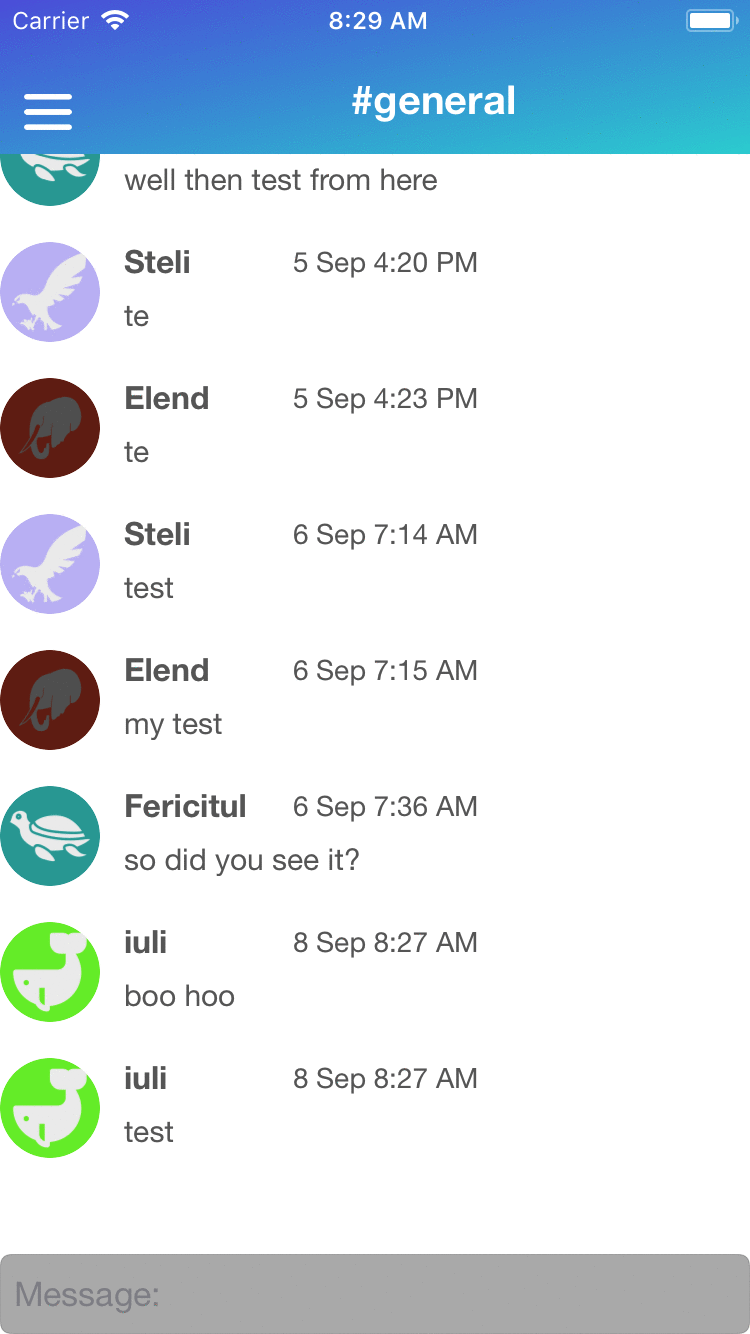 Carrier 8:29 AM
#general
well then test from here
Steli 5 Sep 4:20 PM
te
Elend 5 Sep 4:23 PM
te
Steli 6 Sep 7:14 AM
test
Elend 6 Sep 7:15 AM
my test
Fericitul 6 Sep 7:36 AM
so did you see it?
iuli 8 Sep 8:27 AM
boo hoo
iuli 8 Sep 8:27 AM
test
Message: